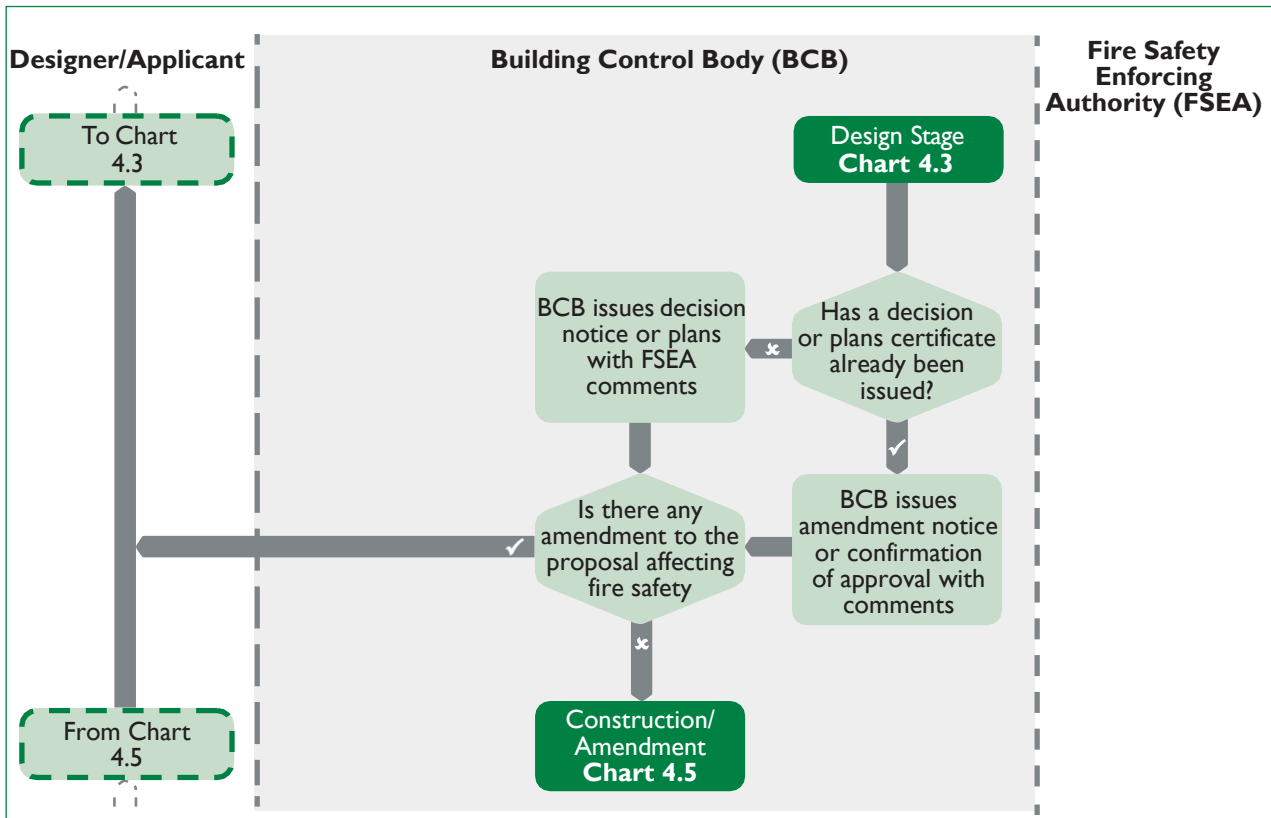 Designer/Applicant
Building Control Body (BCB)
Fire Safety
Enforcing
Authority (FSEA)
To Chart
4.3
Design Stage
Chart 4.3
BCB issues decision
notice or plans
with FSEA
comments
Has a decision
or plans certificate
already been
issued?
Is there any
amendment to the
proposal affecting
fire safety
BCB issues
amendment notice
or confirmation
of approval with
comments
From Chart
4.5
Construction/
Amendment
Chart 4.5